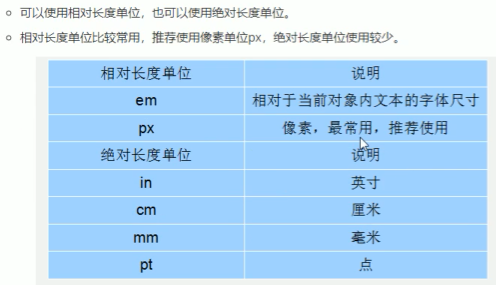 可以使用相对长度单位，也可以使用绝对长度单位。
相对长度单位比较常用，推荐使用像素单位px，绝对长度单位使用较少。
相对长度单位 说明
em 相对于当前对象内文本的字体尺寸
px 像素，最常用，推荐使用
绝对长度单位 说明
in 英寸
cm 厘米
mm 毫米
pt 点